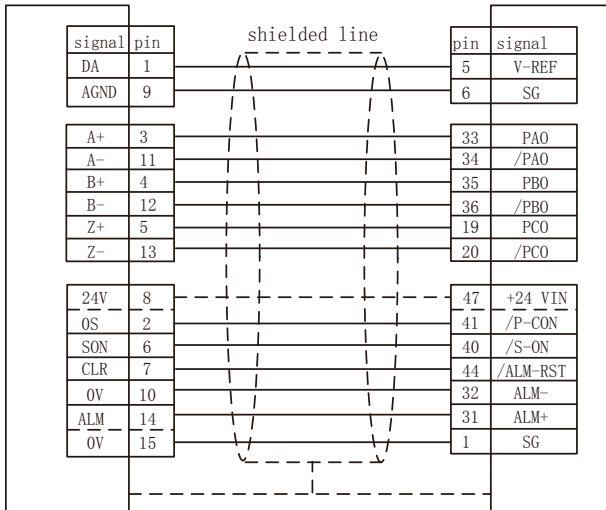 shielded line
signal pin pin signal
DA 1 5 V-REF
AGND 9 6 SG
A+ 3 33 PAO
A- 11 34 /PAO
B+ 4 35 PBO
B- 12 36 /PBO
Z+ 5 19 PCO
Z- 13 20 /PCO
24V 8 47 +24 VIN
OS 2 41 /P-CON
SON 6 40 /S-ON
CLR 7 44 /ALM-RST
0V 10 32 ALM-
ALM 14 31 ALM+
0V 15 1 SG